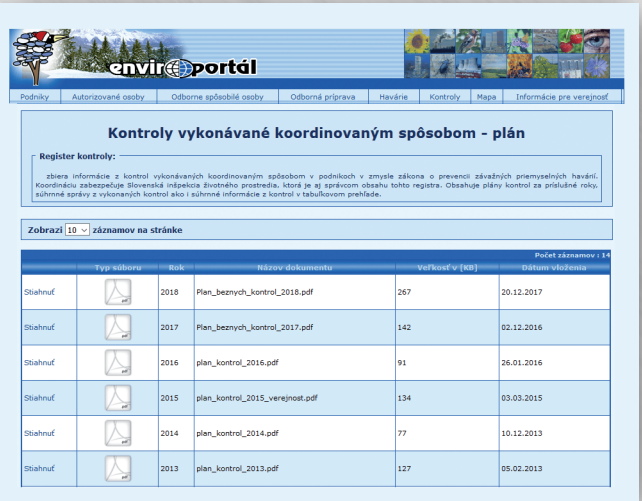 enviroportál
Podniky Autorizované osoby Odborne spôsobilé osoby Odborná príprava Havárie Kontroly Mapa Informácie pre verejnosť
Kontroly vykonávané koordinovaným spôsobom - plán
Register kontroly:
zbiera informácie z kontrol vykonávaných koordinovaným spôsobom v podnikoch v zmysle zákona o prevencii závažných priemyselných havárií.
Koordináciu zabezpečuje Slovenská inšpekcia životného prostredia, ktorá je aj správcom obsahu tohto registra. Obsahuje plány kontrol za príslušné roky,
súhrnné správy z vykonaných kontrol ako i súhrnné informácie z kontrol v tabuľkovom prehľade.
Zobrazi 10 záznamov na stránke
Počet záznamov : 14
Typ súboru Rok Názov dokumentu Veľkosť v [KB] Dátum vloženia
Stiahnuť pdf 2018 Plan_beznych_kontrol_2018.pdf 267 20.12.2017
Stiahnuť pdf 2017 Plan_beznych_kontrol_2017.pdf 142 02.12.2016
Stiahnuť pdf 2016 plan_kontrol_2016.pdf 91 26.01.2016
Stiahnuť pdf 2015 plan_kontrol_2015_verejnost.pdf 134 03.03.2015
Stiahnuť pdf 2014 plan_kontrol_2014.pdf 77 10.12.2013
Stiahnuť pdf 2013 plan_kontrol_2013.pdf 127 05.02.2013